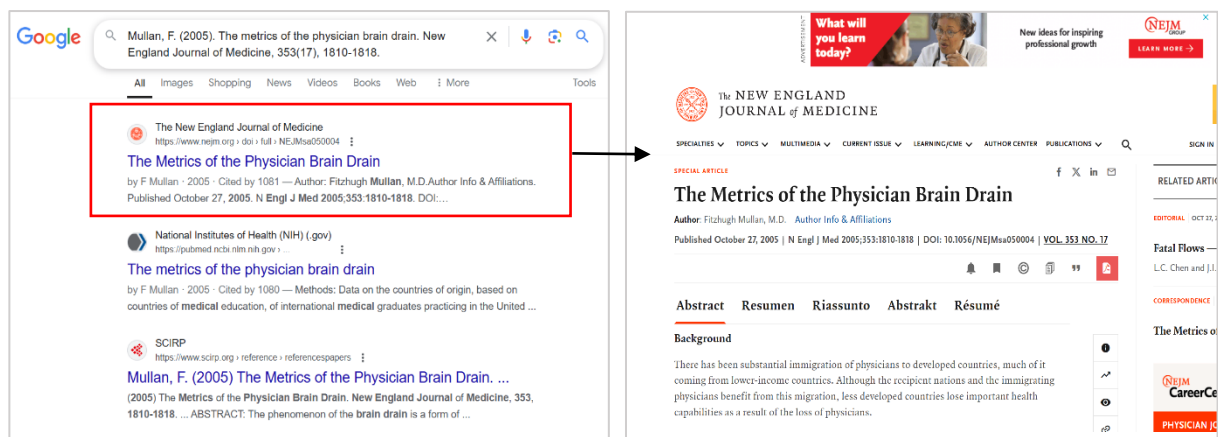 Google
Mullan, F. (2005). The metrics of the physician brain drain. New
England Journal of Medicine, 353(17), 1810-1818.
All Images Shopping News Videos Books Web More Tools
The New England Journal of Medicine
https://www.nejm.org › doi › full › NEJMsa050004
The Metrics of the Physician Brain Drain
by F Mullan · 2005 · Cited by 1081 — Author: Fitzhugh Mullan, M.D.Author Info & Affiliations.
Published October 27, 2005. N Engl J Med 2005;353:1810-1818. DOI:...
National Institutes of Health (NIH) (.gov)
https://pubmed.ncbi.nlm.nih.gov › ...
The metrics of the physician brain drain
by F Mullan · 2005 · Cited by 1080 — Methods: Data on the countries of origin, based on
countries of medical education, of international medical graduates practicing in the United ...
SCIRP
https://www.scirp.org › reference › referencespapers
Mullan, F. (2005) The Metrics of the Physician Brain Drain. ...
(2005) The Metrics of the Physician Brain Drain. New England Journal of Medicine, 353,
1810-1818. ... ABSTRACT: The phenomenon of the brain drain is a form of ...
ADVERTISEMENT
What will
you learn
today?
New ideas for inspiring
professional growth
NEJM
GROUP
LEARN MORE →
The NEW ENGLAND
JOURNAL of MEDICINE
SPECIALTIES TOPICS MULTIMEDIA CURRENT ISSUE LEARNING/CME AUTHOR CENTER PUBLICATIONS SIGN IN
SPECIAL ARTICLE
The Metrics of the Physician Brain Drain
Author: Fitzhugh Mullan, M.D. Author Info & Affiliations
Published October 27, 2005 | N Engl J Med 2005;353:1810-1818 | DOI: 10.1056/NEJMsa050004 | VOL. 353 NO. 17
Abstract Resumen Riassunto Abstrakt Résumé
Background
There has been substantial immigration of physicians to developed countries, much of it
coming from lower-income countries. Although the recipient nations and the immigrating
physicians benefit from this migration, less developed countries lose important health
capabilities as a result of the loss of physicians.
RELATED ARTI
EDITORIAL OCT 27, 
Fatal Flows —
L.C. Chen and J.I.
CORRESPONDENCE
The Metrics o
NEJM
CareerCe
PHYSICIAN JO